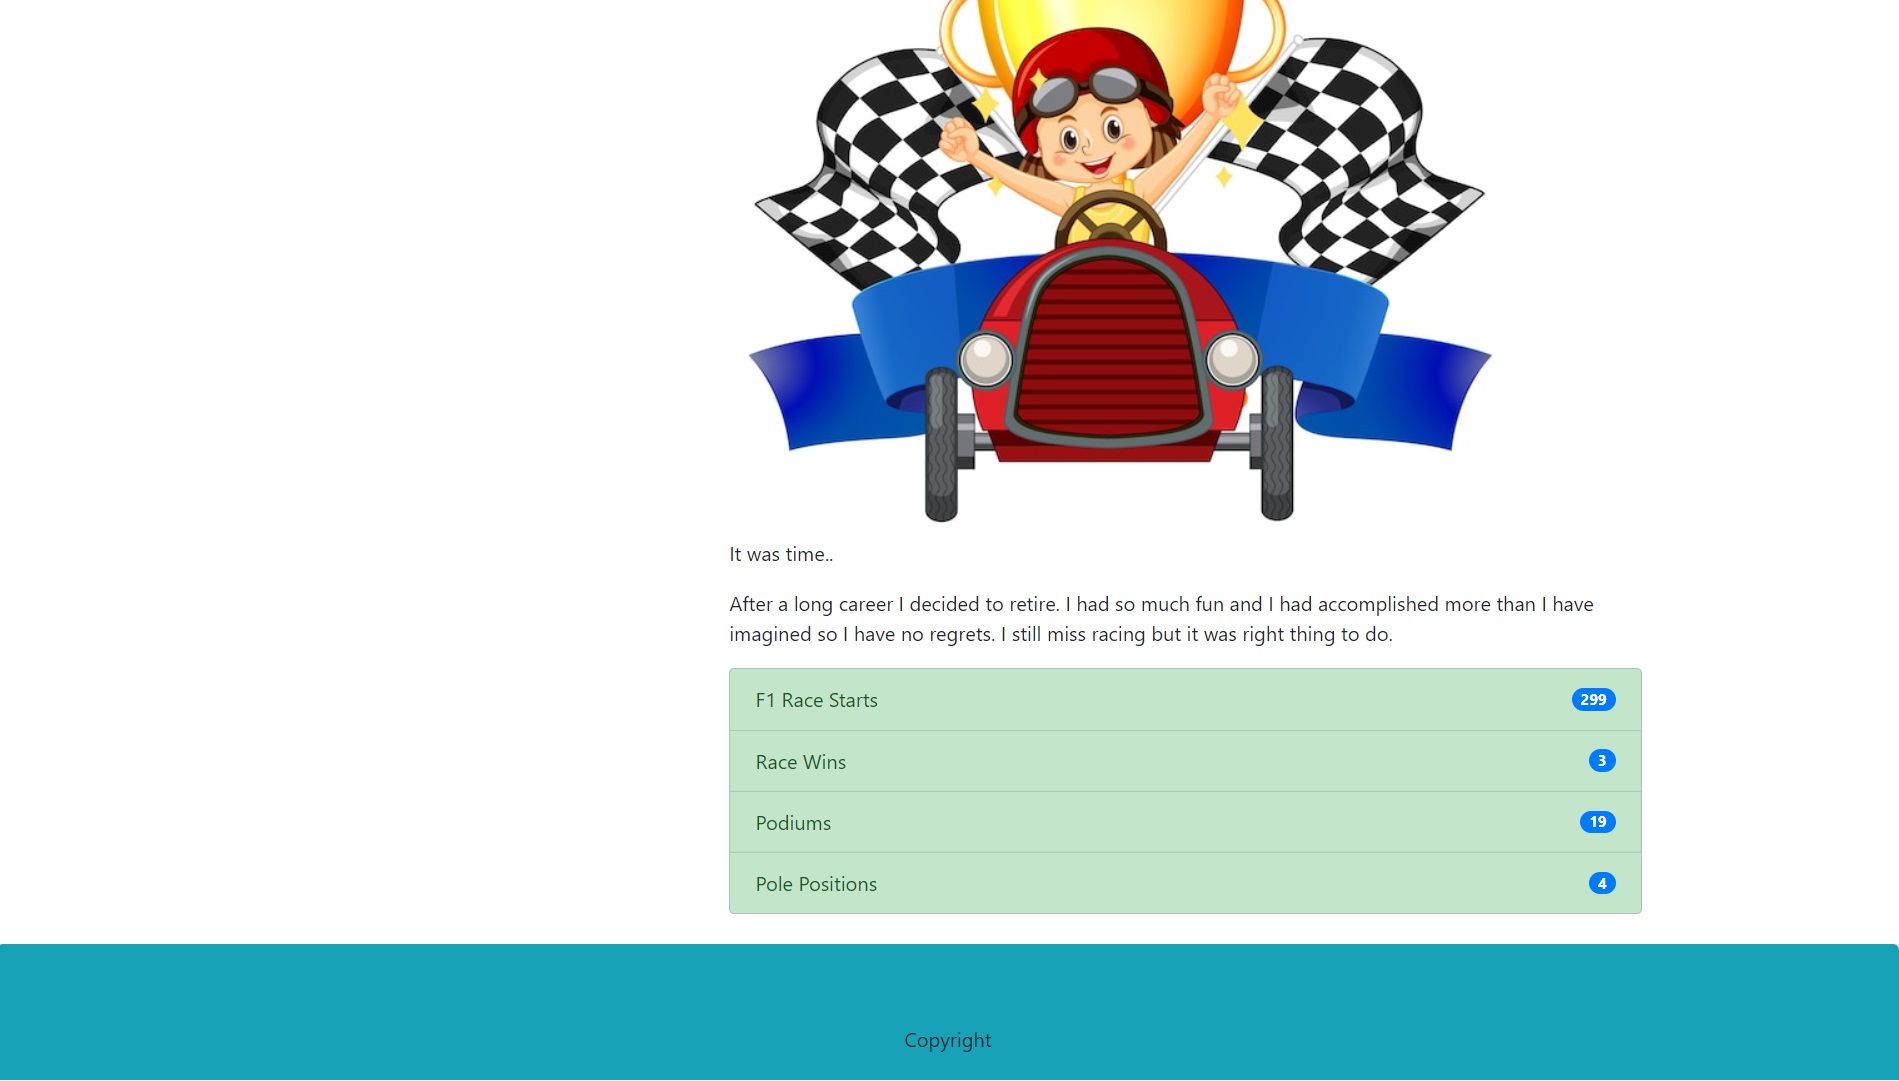 It was time..
After a long career I decided to retire. I had so much fun and I had accomplished more than I have
imagined so I have no regrets. I still miss racing but it was right thing to do.
F1 Race Starts 299
Race Wins 3
Podiums 19
Pole Positions 4
Copyright